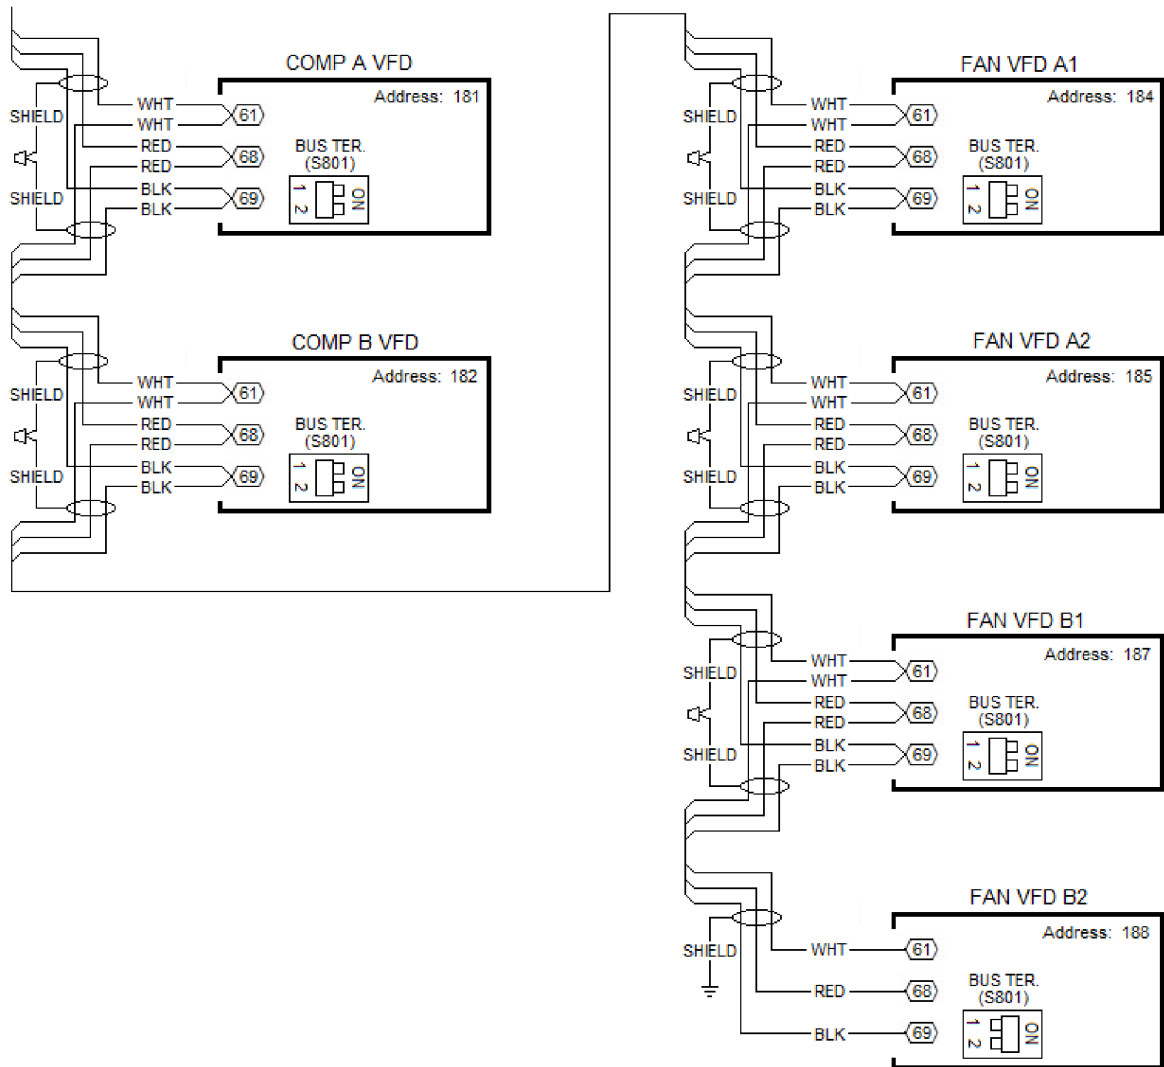 COMP A VFD
Address: 181
SHIELD
WHT
61
WHT
RED
68
RED
BUS TER.
(S801)
SHIELD
BLK
69
BLK
1
2
ON
COMP B VFD
Address: 182
SHIELD
WHT
61
WHT
RED
68
RED
BUS TER.
(S801)
SHIELD
BLK
69
BLK
1
2
ON
FAN VFD A1
Address: 184
SHIELD
WHT
61
WHT
RED
68
RED
BUS TER.
(S801)
SHIELD
BLK
69
BLK
1
2
ON
FAN VFD A2
Address: 185
SHIELD
WHT
61
WHT
RED
68
RED
BUS TER.
(S801)
SHIELD
BLK
69
BLK
1
2
ON
FAN VFD B1
Address: 187
SHIELD
WHT
61
WHT
RED
68
RED
BUS TER.
(S801)
SHIELD
BLK
69
BLK
1
2
ON
FAN VFD B2
Address: 188
SHIELD
WHT
61
RED
68
BUS TER.
(S801)
BLK
69
1
2
ON